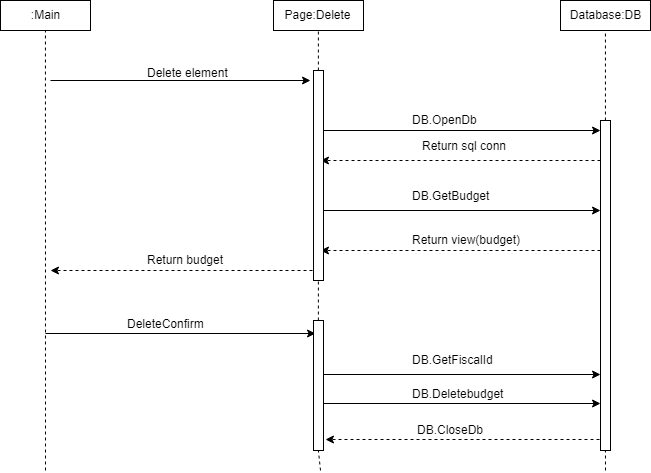 :Main
Page:Delete
Database:DB
Delete element
DB.OpenDb
Return sql conn
DB.GetBudget
Return view(budget)
Return budget
DeleteConfirm
DB.GetFiscalId
DB.Deletebudget
DB.CloseDb